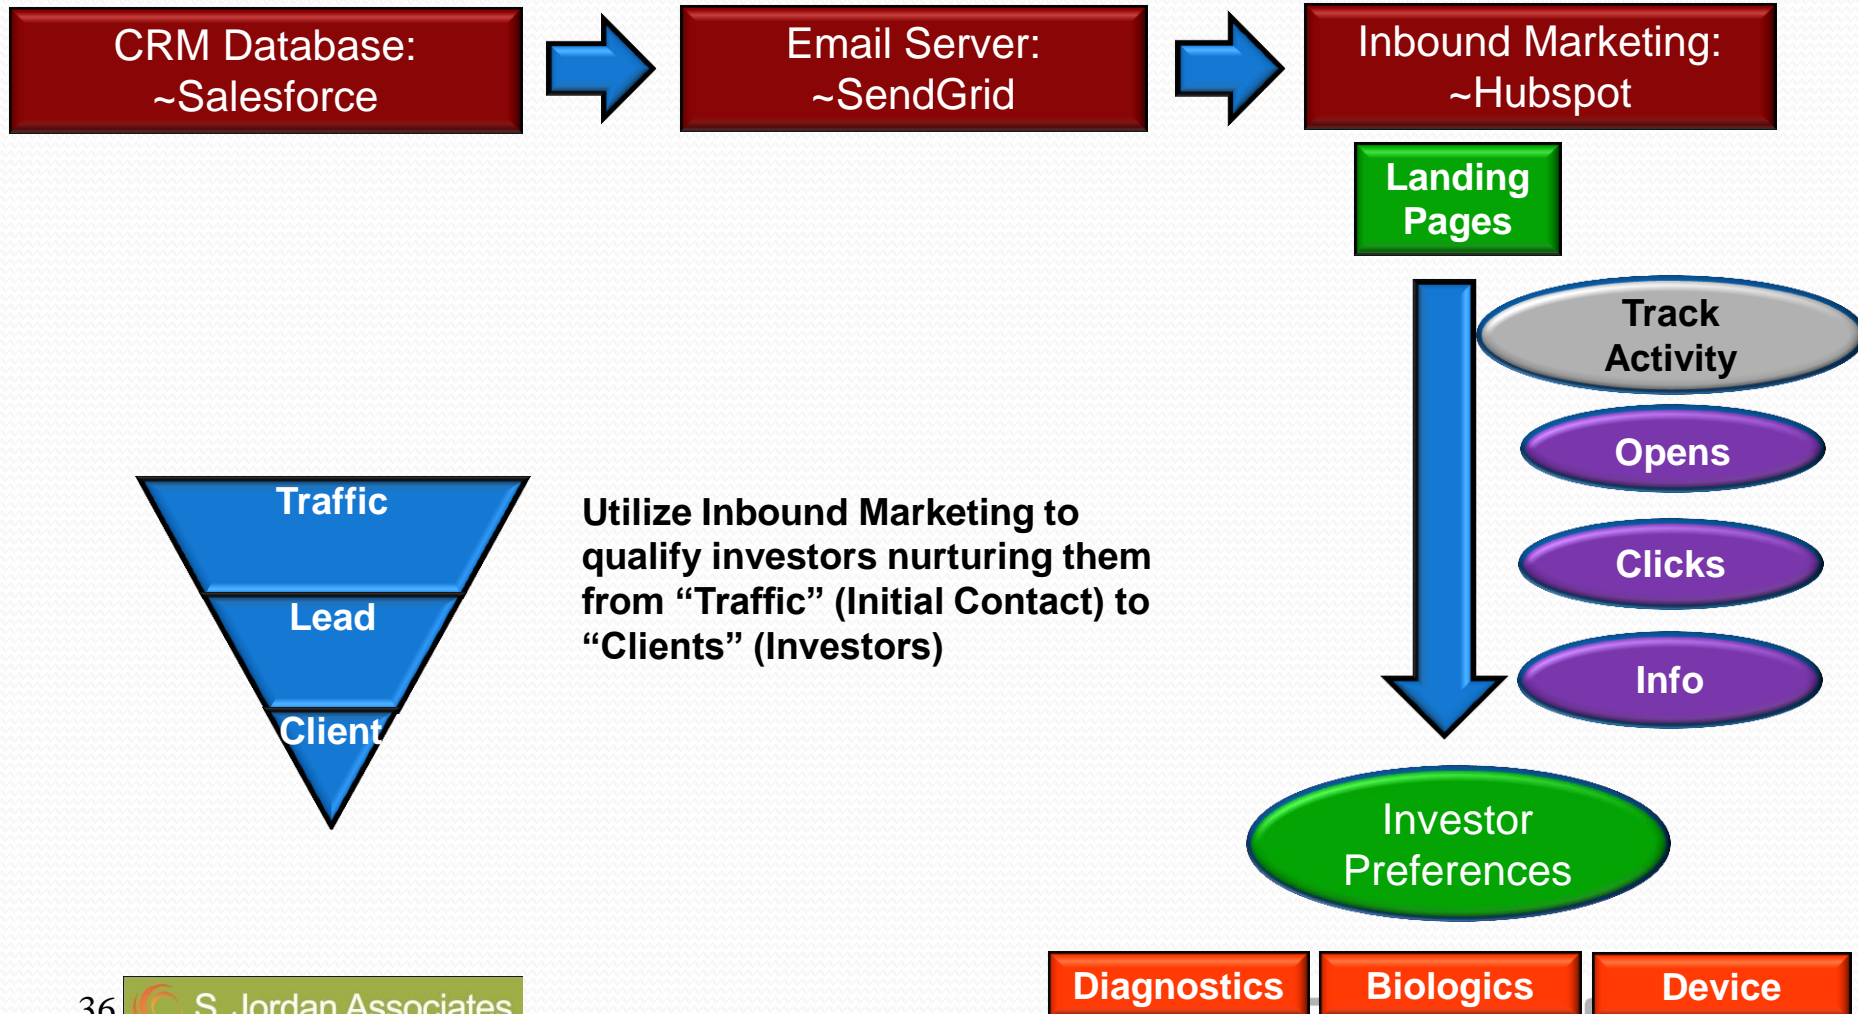 CRM Database:
~Salesforce
Email Server:
~SendGrid
Inbound Marketing:
~Hubspot
Landing
Pages
Track
Activity
Opens
Clicks
Info
Traffic
Lead
Client
Utilize Inbound Marketing to
qualify investors nurturing them
from “Traffic” (Initial Contact) to
“Clients” (Investors)
Investor
Preferences
Diagnostics
Biologics
Device
36
S. Jordan Associates